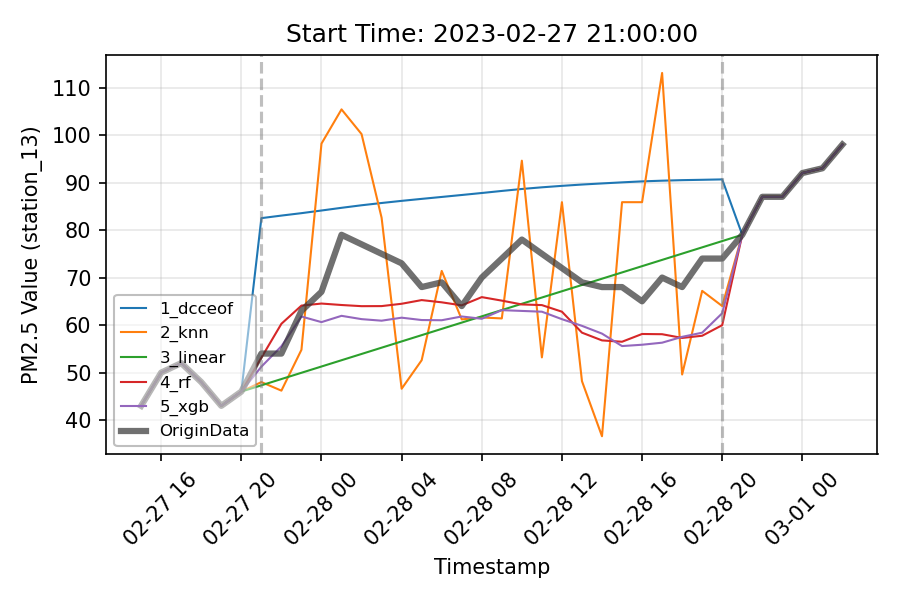 Start Time: 2023-02-27 21:00:00
PM2.5 Value (station_13)
110
100
90
80
70
60
50
40
1_dcceof
2_knn
3_linear
4_rf
5_xgb
OriginData
02-27 16
02-27 20
02-28 00
02-28 04
02-28 08
02-28 12
02-28 16
02-28 20
03-01 00
Timestamp